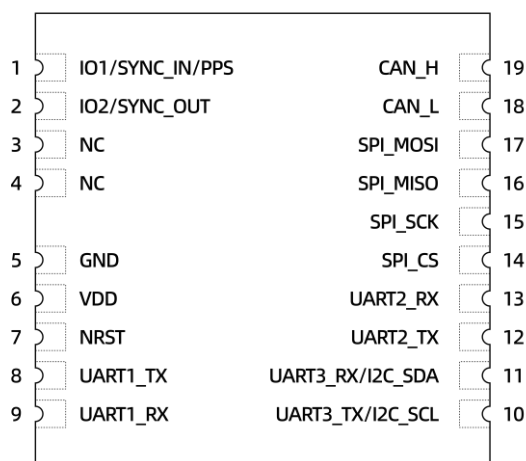 1 IO1/SYNC_IN/PPS CAN_H 19
2 IO2/SYNC_OUT CAN_L 18
3 NC SPI_MOSI 17
4 NC SPI_MISO 16
SPI_SCK 15
5 GND SPI_CS 14
6 VDD UART2_RX 13
7 NRST UART2_TX 12
8 UART1_TX UART3_RX/I2C_SDA 11
9 UART1_RX UART3_TX/I2C_SCL 10